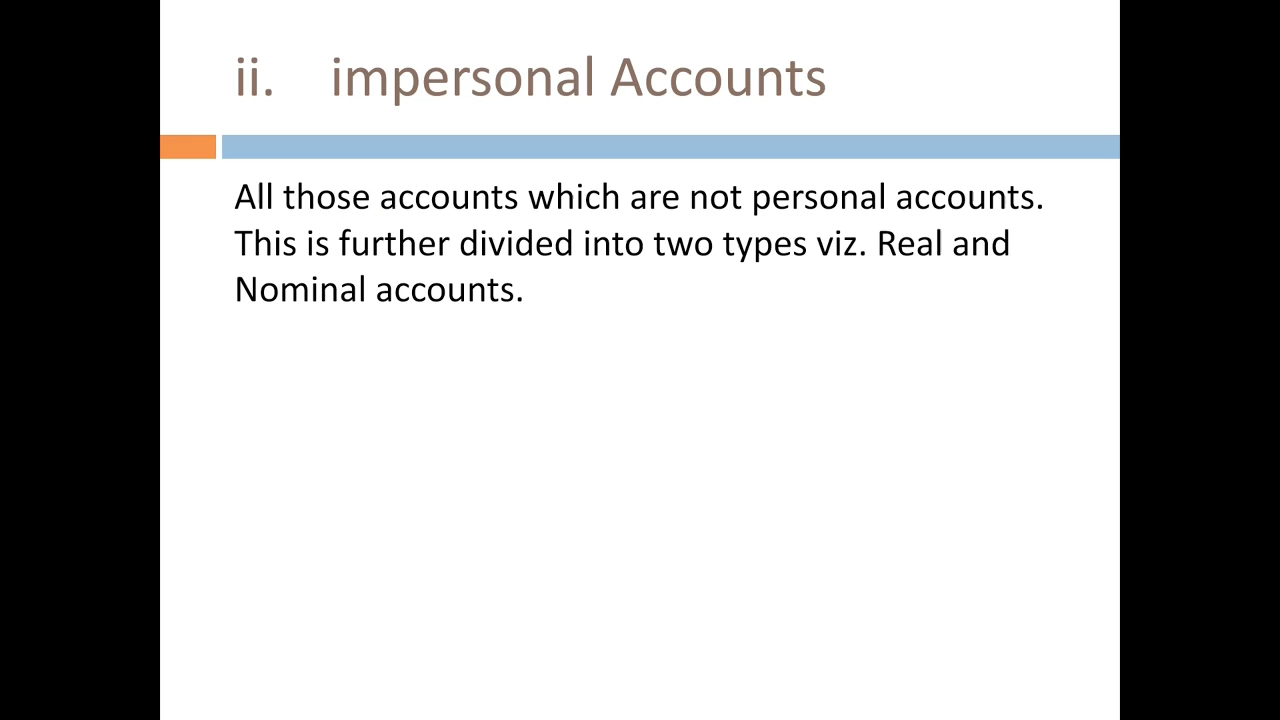 ii. impersonal Accounts
All those accounts which are not personal accounts.
This is further divided into two types viz. Real and
Nominal accounts.